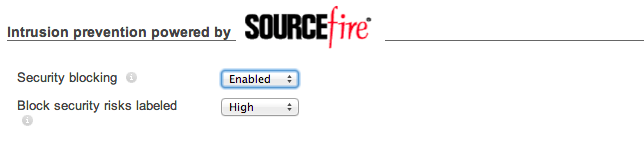 Intrusion prevention powered by SOURCEfire®
Security blocking Enabled
Block security risks labeled High